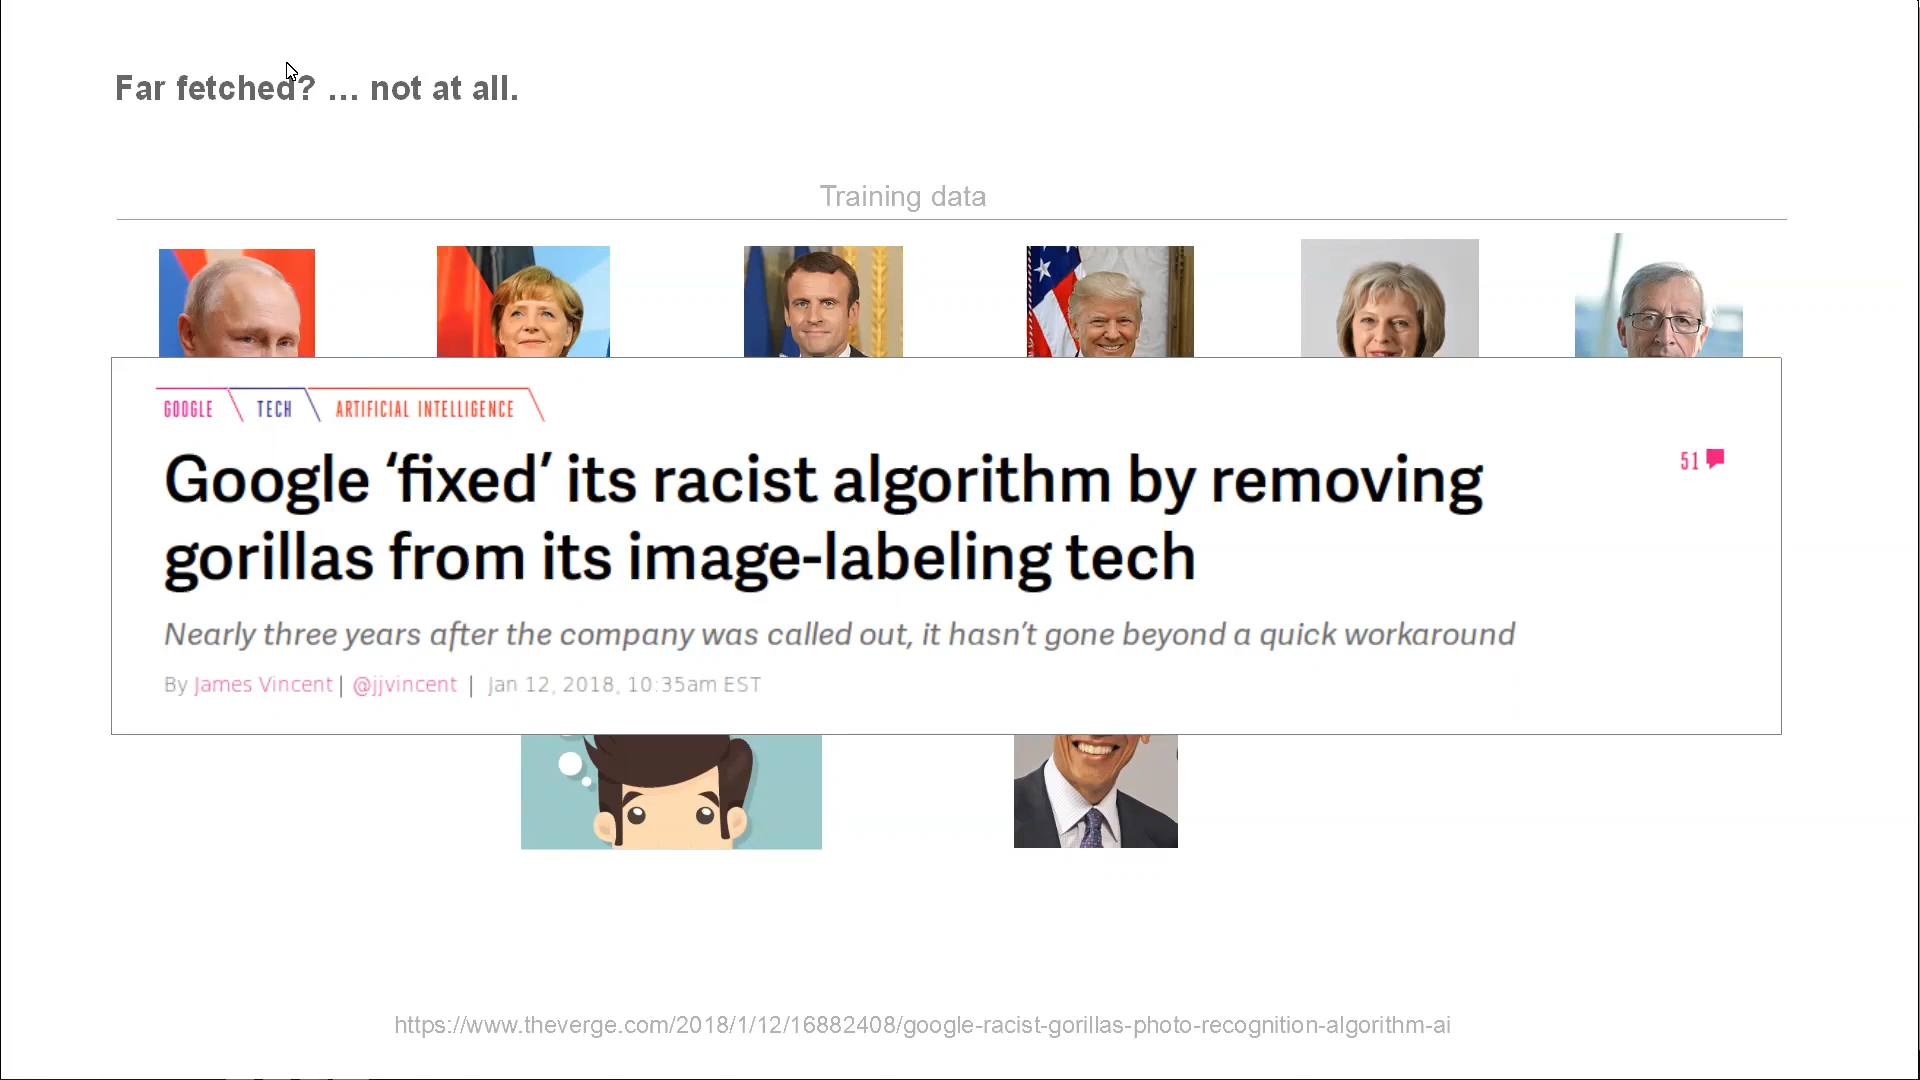 Far fetched? ... not at all.
Training data
GOOGLE TECH ARTIFICIAL INTELLIGENCE
Google ‘fixed’ its racist algorithm by removing
gorillas from its image-labeling tech
51
Nearly three years after the company was called out, it hasn’t gone beyond a quick workaround
By James Vincent | @jjvincent | Jan 12, 2018, 10:35am EST
https://www.theverge.com/2018/1/12/16882408/google-racist-gorillas-photo-recognition-algorithm-ai